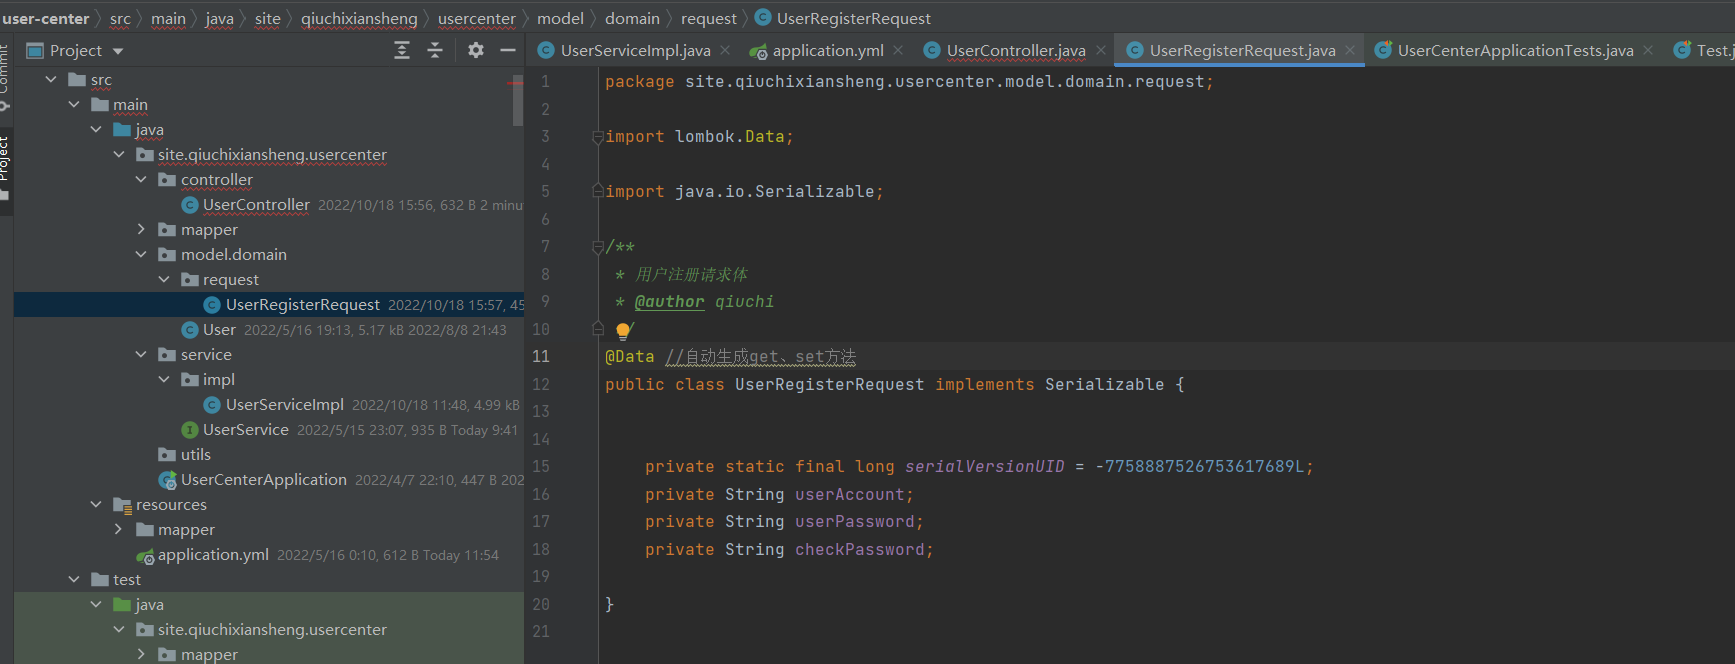 user-center › src › main › java › site › qiuchixiansheng › usercenter › model › domain › request › UserRegisterRequest
Commit
Project
Project
UserServiceImpl.java
application.yml
UserController.java
UserRegisterRequest.java
UserCenterApplicationTests.java
Test.j
src
main
java
site.qiuchixiansheng.usercenter
controller
UserController 2022/10/18 15:56, 632 B 2 minu
mapper
model.domain
request
UserRegisterRequest 2022/10/18 15:57, 45
User 2022/5/16 19:13, 5.17 kB 2022/8/8 21:43
service
impl
UserServiceImpl 2022/10/18 11:48, 4.99 kB
UserService 2022/5/15 23:07, 935 B Today 9:41
utils
UserCenterApplication 2022/4/7 22:10, 447 B 202
resources
mapper
application.yml 2022/5/16 0:10, 612 B Today 11:54
test
java
site.qiuchixiansheng.usercenter
mapper
1 package site.qiuchixiansheng.usercenter.model.domain.request;
2
3 import lombok.Data;
4
5 import java.io.Serializable;
6
7 /**
8 * 用户注册请求体
9 * @author qiuchi
10 /
11 @Data //自动生成get、set方法
12 public class UserRegisterRequest implements Serializable {
13
14
15 private static final long serialVersionUID = -7758887526753617689L;
16 private String userAccount;
17 private String userPassword;
18 private String checkPassword;
19
20 }
21